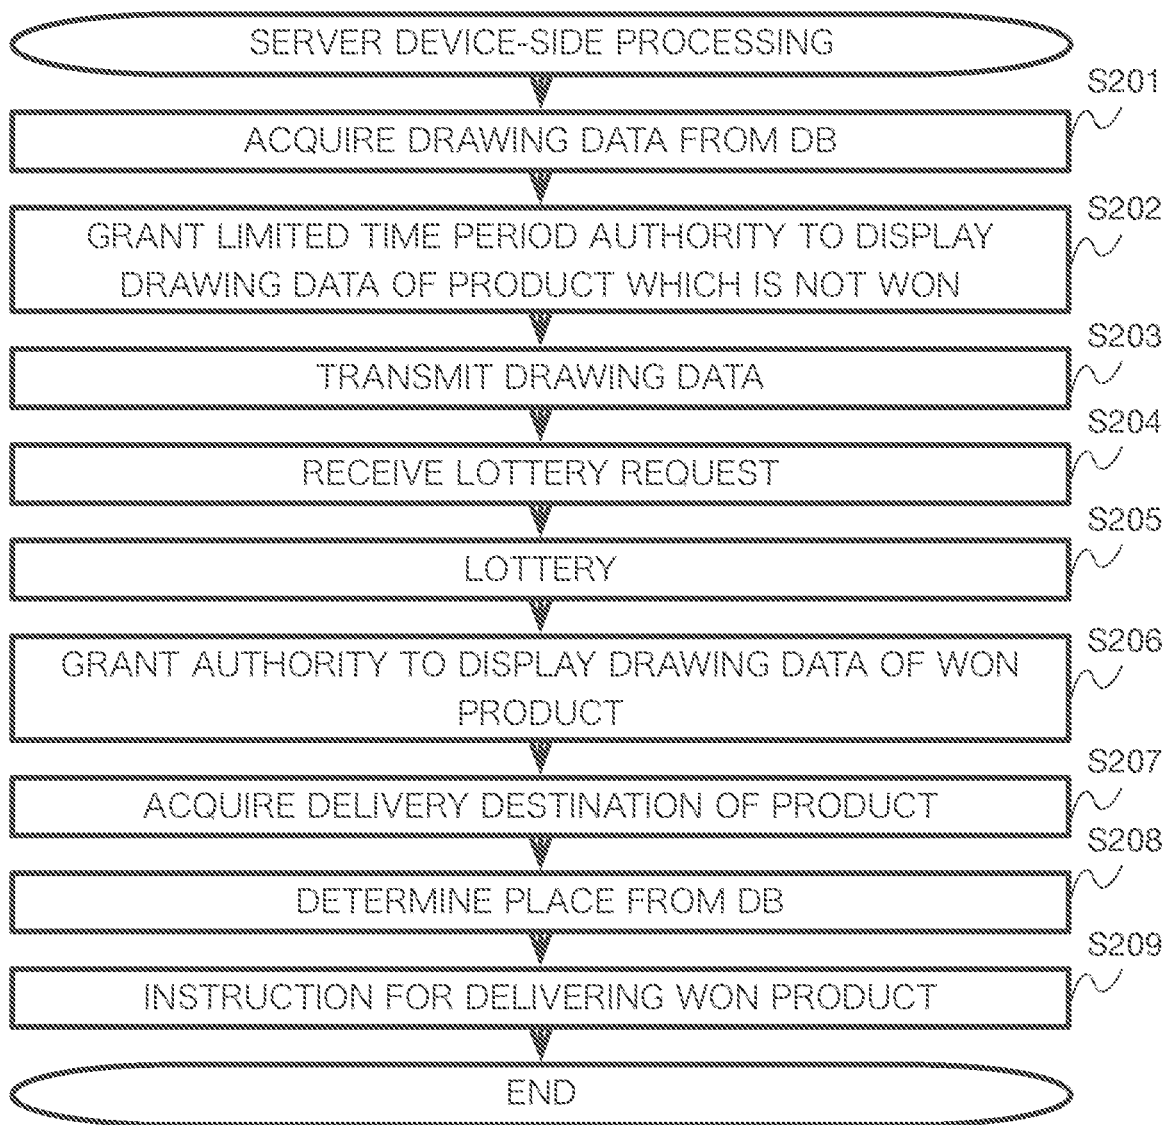 SERVER DEVICE-SIDE PROCESSING
S201
ACQUIRE DRAWING DATA FROM DB
S202
GRANT LIMITED TIME PERIOD AUTHORITY TO DISPLAY
DRAWING DATA OF PRODUCT WHICH IS NOT WON
S203
TRANSMIT DRAWING DATA
S204
RECEIVE LOTTERY REQUEST
S205
LOTTERY
S206
GRANT AUTHORITY TO DISPLAY DRAWING DATA OF WON
PRODUCT
S207
ACQUIRE DELIVERY DESTINATION OF PRODUCT
S208
DETERMINE PLACE FROM DB
S209
INSTRUCTION FOR DELIVERING WON PRODUCT
END